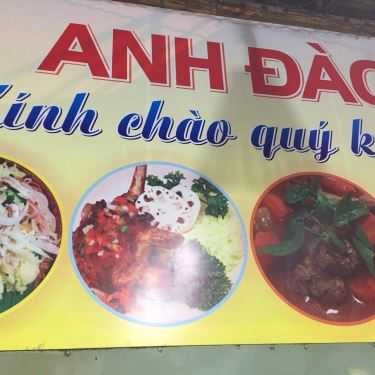 ANH ĐÀO
Kính chào quý k